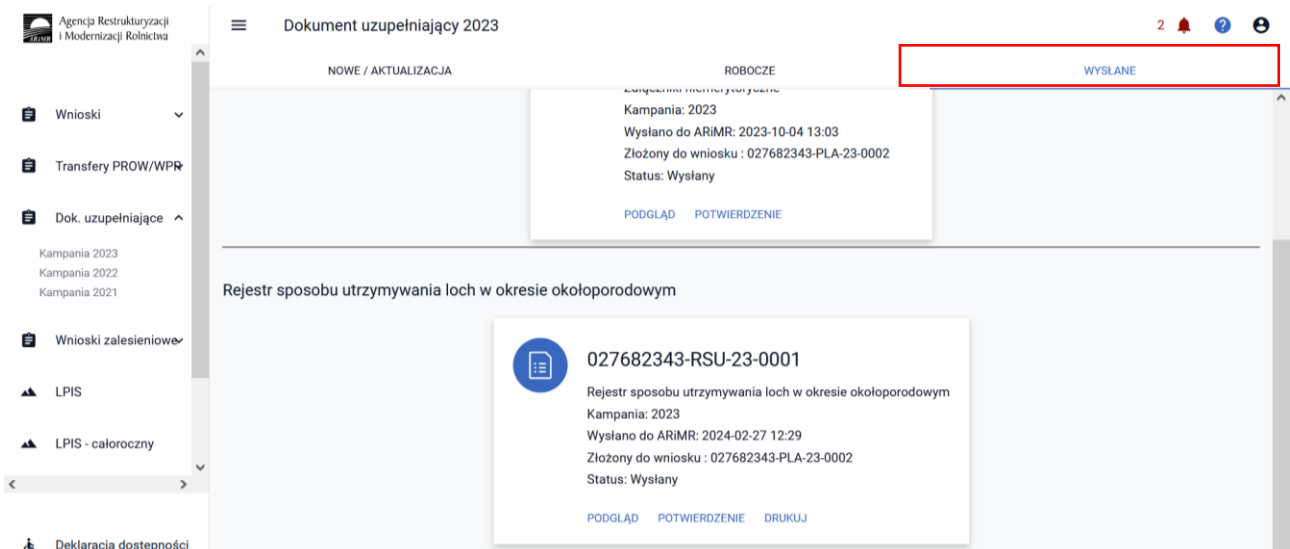 Agencja Restrukturyzacji
i Modernizacji Rolnictwa
ARiMR
Dokument uzupełniający 2023
2
NOWE / AKTUALIZACJA
ROBOCZE
WYSŁANE
Wnioski
Transfery PROW/WPR
Dok. uzupełniające
Kampania 2023
Kampania 2022
Kampania 2021
Wnioski zalesieniowe
LPIS
LPIS - całoroczny
Deklaracja dostępności
Załączniki niemerytoryczne
Kampania: 2023
Wysłano do ARiMR: 2023-10-04 13:03
Złożony do wniosku : 027682343-PLA-23-0002
Status: Wysłany
PODGLĄD POTWIERDZENIE
Rejestr sposobu utrzymywania loch w okresie okołoporodowym
027682343-RSU-23-0001
Rejestr sposobu utrzymywania loch w okresie okołoporodowym
Kampania: 2023
Wysłano do ARiMR: 2024-02-27 12:29
Złożony do wniosku : 027682343-PLA-23-0002
Status: Wysłany
PODGLĄD POTWIERDZENIE DRUKUJ